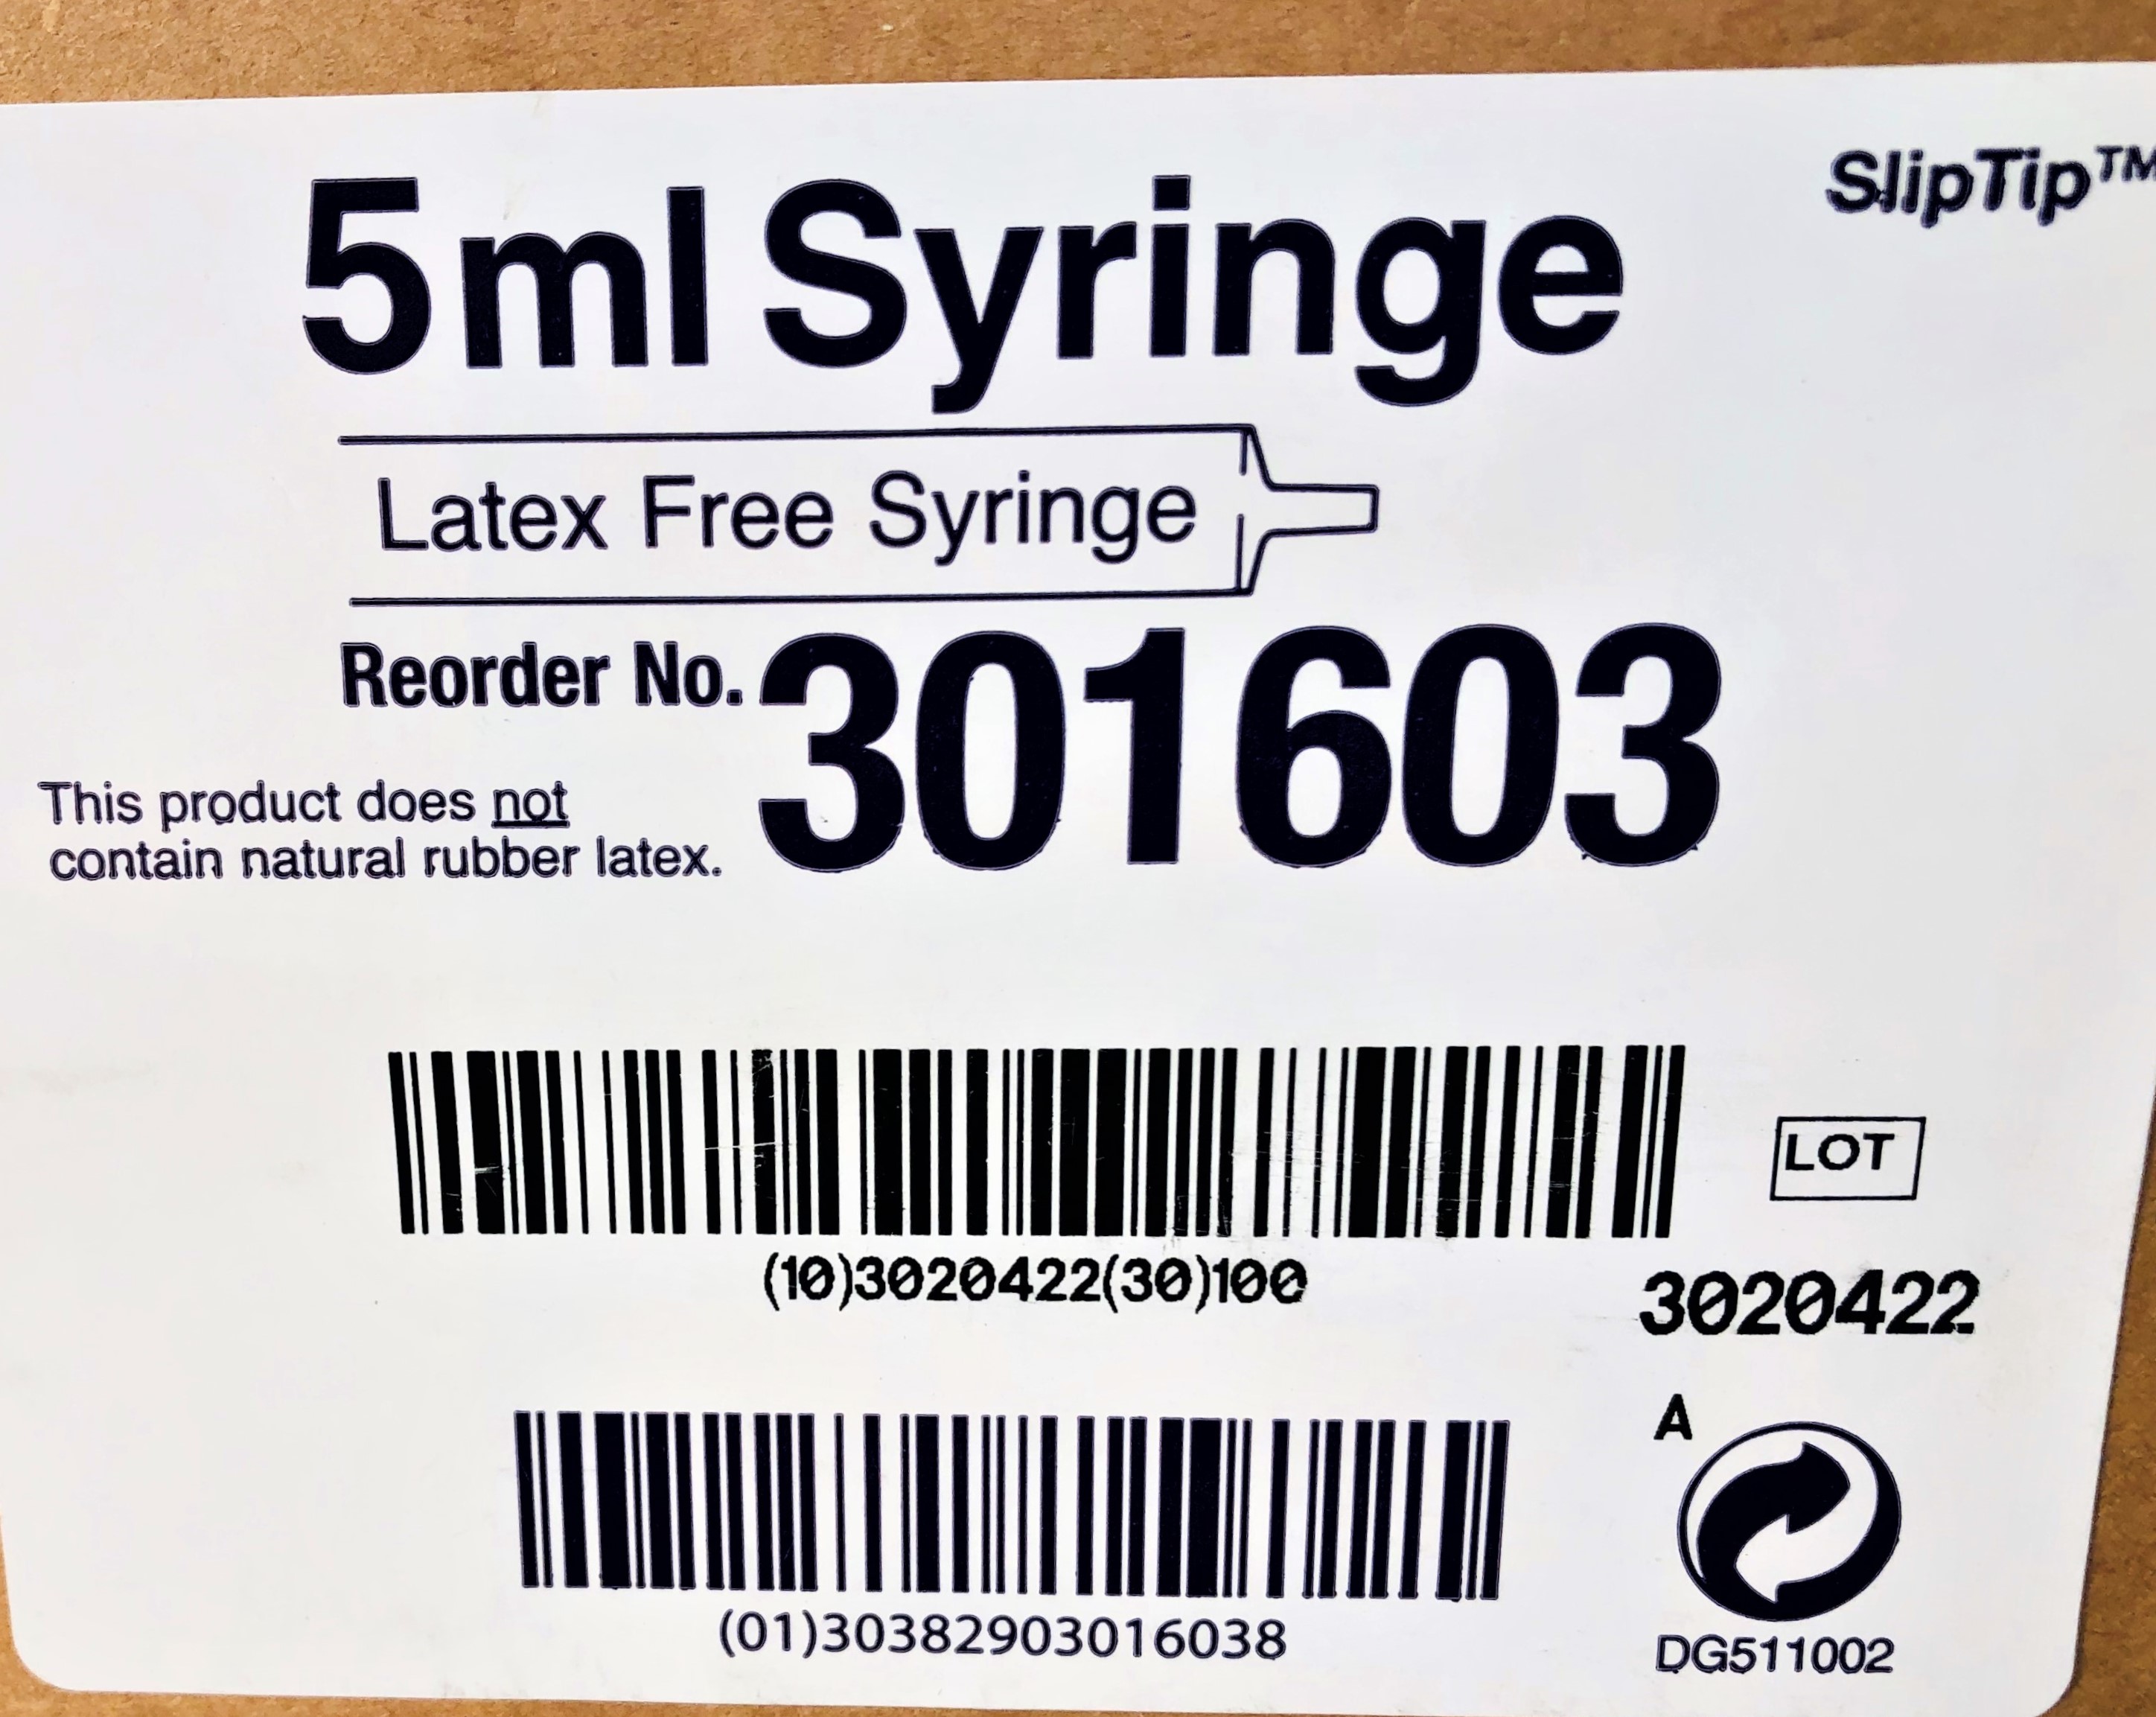 SlipTip™
5ml Syringe
Latex Free Syringe
Reorder No. 301603
This product does not
contain natural rubber latex.
LOT
(10)3020422(30)100
3020422
A
(01)30382903016038
DG511002